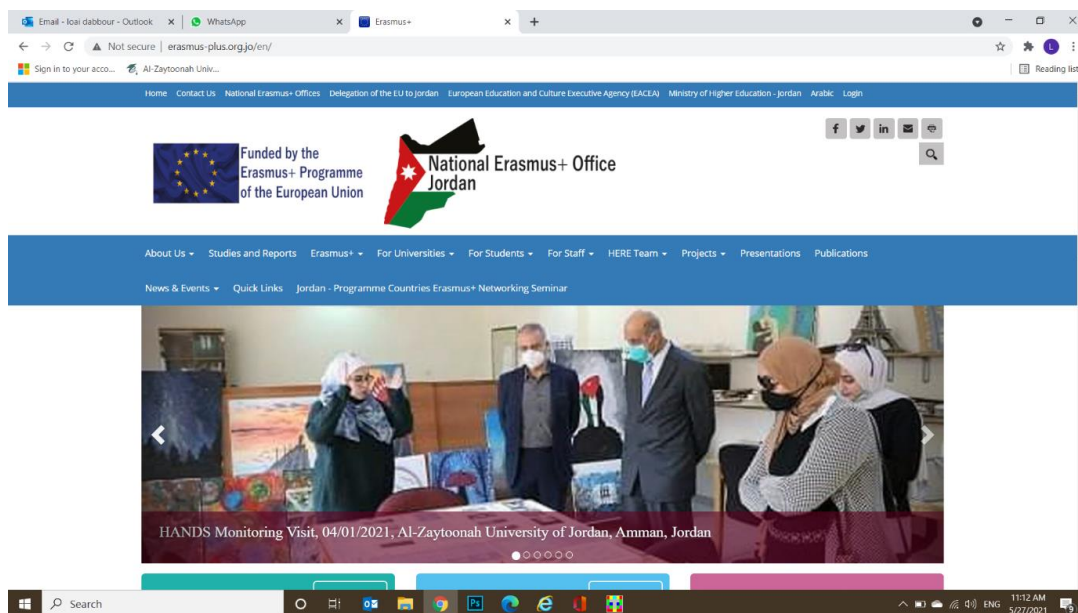 Email - loai dabbour - Outlook
WhatsApp
Erasmus+
Not secure | erasmus-plus.org.jo/en/
Sign in to your acco...
Al-Zaytoonah Univ...
Reading list
Home Contact Us National Erasmus+ Offices Delegation of the EU to Jordan European Education and Culture Executive Agency (EACEA) Ministry of Higher Education - Jordan Arabic Login
Funded by the
Erasmus+ Programme
of the European Union
National Erasmus+ Office
Jordan
About Us Studies and Reports Erasmus+ For Universities For Students For Staff HERE Team Projects Presentations Publications
News & Events Quick Links Jordan - Programme Countries Erasmus+ Networking Seminar
HANDS Monitoring Visit, 04/01/2021, Al-Zaytoonah University of Jordan, Amman, Jordan
Search
ENG
11:12 AM
5/27/2021